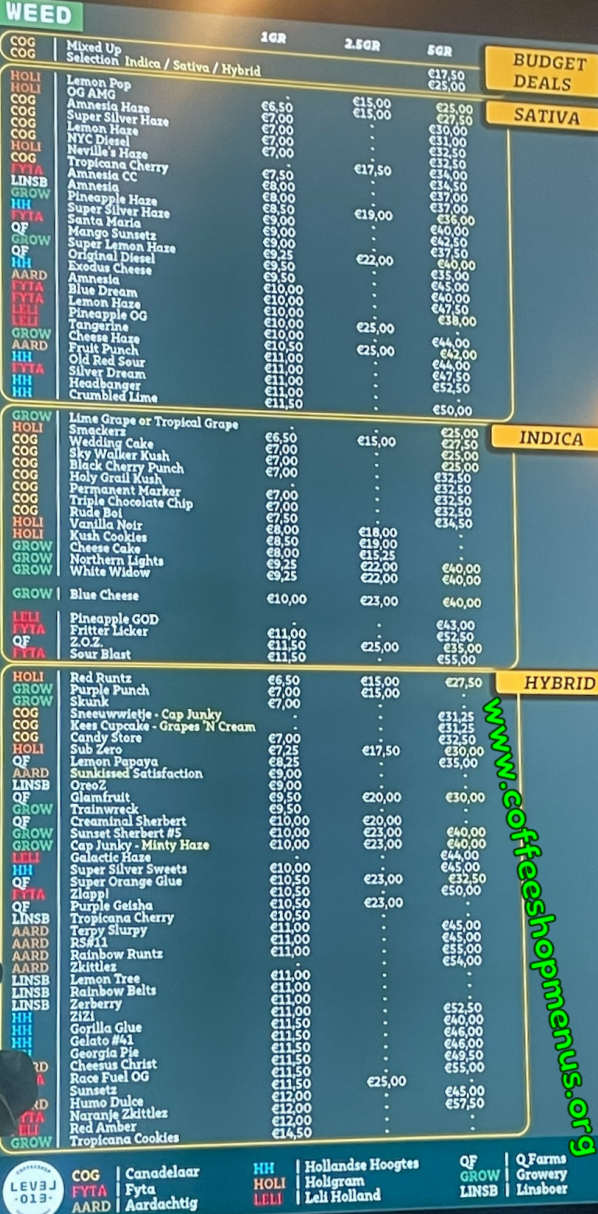 WEED
1GR 2.5GR 5GR
BUDGET DEALS
COG Mixed Up
COG Selection Indica / Sativa / Hybrid
€17,50
€25,00
SATIVA
HOLI Lemon Pop
HOLI OG AMG
COG Amnesia Haze
COG Super Silver Haze
COG Lemon Haze
COG NYC Diesel
HOLI Neville's Haze
COG Tropicana Cherry
FYTA Amnesia CC
LINSB Amnesia
GROW Pineapple Haze
HH Super Silver Haze
FYTA Santa Maria
QF Mango Sunsetz
GROW Super Lemon Haze
QF Original Diesel
HH Exodus Cheese
AARD Amnesia
FYTA Blue Dream
FYTA Lemon Haze
LELI Pineapple OG
LELI Tangerine
GROW Cheese Haze
AARD Fruit Punch
HH Old Red Sour
FYTA Silver Dream
HH Headbanger
HH Crumbled Lime
€6,50
€7,00
€7,00
€7,00
€7,00
€7,50
€8,00
€8,00
€8,50
€9,00
€9,00
€9,25
€9,50
€9,50
€10,00
€10,00
€10,00
€10,00
€10,00
€10,50
€11,00
€11,00
€11,00
€11,00
€11,50
€15,00
€15,00
€17,50
€19,00
€22,00
€25,00
€25,00
€25,00
€27,50
€30,00
€31,00
€32,50
€32,50
€34,00
€34,50
€37,00
€37,00
€36,00
€40,00
€42,50
€37,50
€40,00
€35,00
€45,00
€40,00
€47,50
€38,00
€44,00
€42,00
€44,00
€47,50
€52,50
€50,00
INDICA
GROW Lime Grape or Tropical Grape
HOLI Smackerz
COG Wedding Cake
COG Sky Walker Kush
COG Black Cherry Punch
COG Holy Grail Kush
COG Permanent Marker
COG Triple Chocolate Chip
COG Rude Boi
HOLI Vanilla Noir
HOLI Kush Cookies
GROW Cheese Cake
GROW Northern Lights
GROW White Widow
GROW Blue Cheese
LELI Pineapple GOD
FYTA Fritter Licker
QF Z.O.Z.
FYTA Sour Blast
€6,50
€7,00
€7,00
€7,00
€7,00
€7,00
€7,50
€8,00
€8,50
€8,00
€9,25
€9,25
€10,00
€11,00
€11,50
€11,50
€15,00
€18,00
€19,00
€15,25
€22,00
€22,00
€23,00
€25,00
€25,00
€27,50
€25,00
€25,00
€32,50
€32,50
€32,50
€32,50
€34,50
€40,00
€40,00
€40,00
€43,00
€52,50
€35,00
€55,00
HYBRID
HOLI Red Runtz
GROW Purple Punch
GROW Skunk
COG Sneeuwwietje - Cap Junky
COG Kees Cupcake - Grapes 'N Cream
COG Candy Store
HOLI Sub Zero
QF Lemon Papaya
AARD Sunkissed Satisfaction
LINSB OreoZ
QF Glamfruit
GROW Trainwreck
QF Creaminal Sherbert
GROW Sunset Sherbert #5
GROW Cap Junky - Minty Haze
LELI Galactic Haze
HH Super Silver Sweets
QF Super Orange Glue
FYTA Zlapp!
QF Purple Geisha
LINSB Tropicana Cherry
AARD Terpy Slurpy
AARD RS#11
AARD Rainbow Runtz
AARD Zkittlez
LINSB Lemon Tree
LINSB Rainbow Belts
LINSB Zerberry
HH ZiZi
HH Gorilla Glue
HH Gelato #41
Georgia Pie
Cheesus Christ
Race Fuel OG
Sunsetz
Humo Dulce
Naranje Zkittlez
LELI Red Amber
GROW Tropicana Cookies
€6,50
€7,00
€7,00
€7,00
€7,25
€8,25
€9,00
€9,00
€9,50
€9,50
€10,00
€10,00
€10,00
€10,00
€10,50
€10,50
€10,50
€10,50
€11,00
€11,00
€11,00
€11,00
€11,00
€11,00
€11,00
€11,50
€11,50
€11,50
€11,50
€11,50
€11,50
€12,00
€12,00
€12,00
€14,50
€15,00
€15,00
€17,50
€20,00
€20,00
€23,00
€23,00
€23,00
€23,00
€25,00
€27,50
€31,25
€31,25
€32,50
€30,00
€35,00
€30,00
€40,00
€40,00
€44,00
€45,00
€32,50
€50,00
€45,00
€45,00
€55,00
€54,00
€52,50
€40,00
€46,00
€46,00
€49,50
€55,00
€45,00
€57,50
COFFEESHOP
LEV3L
-013-
COG | Canadelaar
FYTA | Fyta
AARD | Aardachtig
HH | Hollandse Hoogtes
HOLI | Holigram
LELI | Leli Holland
QF | Q Farms
GROW | Growery
LINSB | Linsboer
www.coffeeshopmenus.org